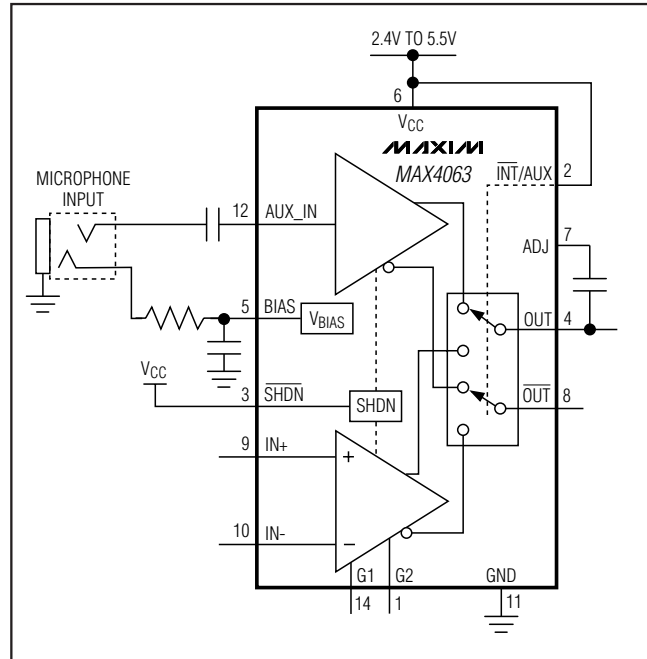 2.4V TO 5.5V
6
VCC
MAXIM
MAX4063
INT/AUX
2
MICROPHONE
INPUT
12
AUX_IN
ADJ
7
5
BIAS
VBIAS
OUT
4
VCC
3
SHDN
SHDN
OUT
8
9
IN+
+
10
IN-
−
G1
G2
GND
14
1
11